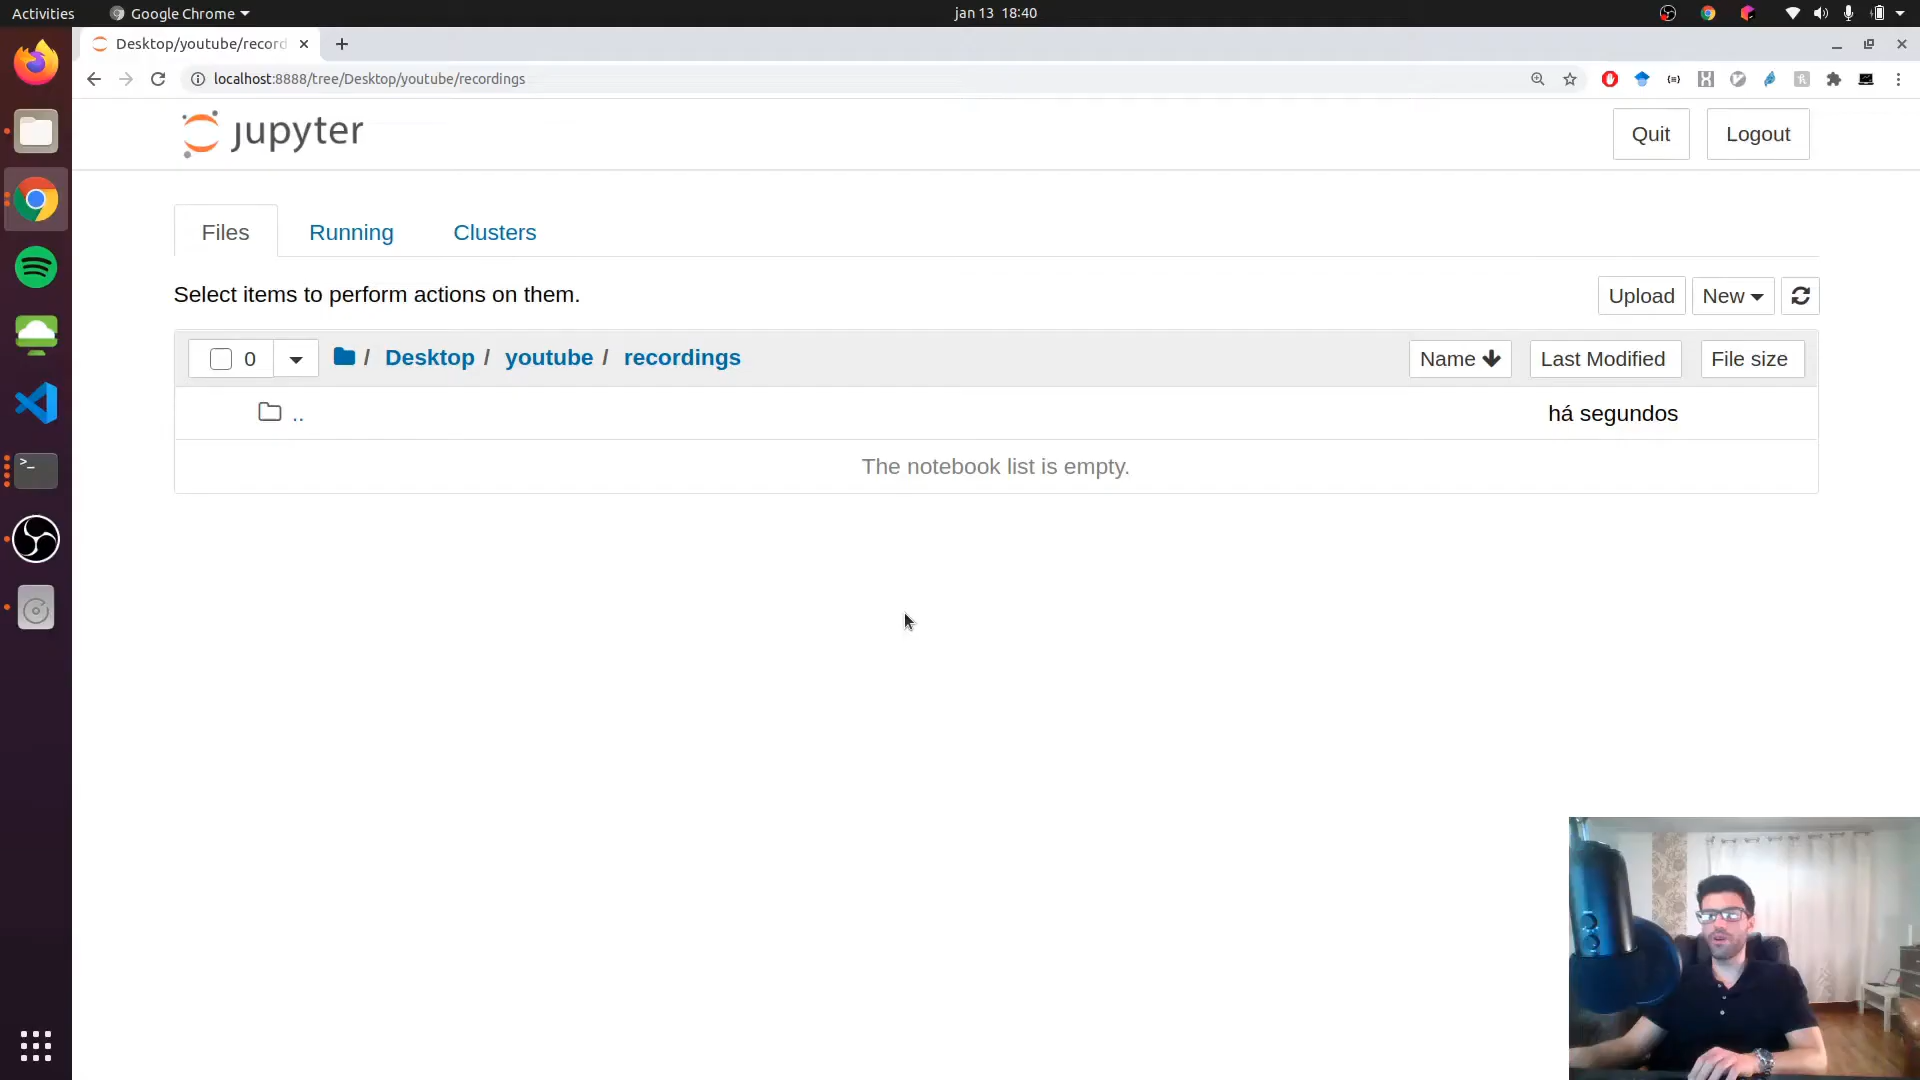 Activities Google Chrome jan 13 18:40
Desktop/youtube/record
localhost:8888/tree/Desktop/youtube/recordings
jupyter Quit Logout
Files Running Clusters
Select items to perform actions on them. Upload New
0 / Desktop / youtube / recordings Name Last Modified File size
.. há segundos
The notebook list is empty.